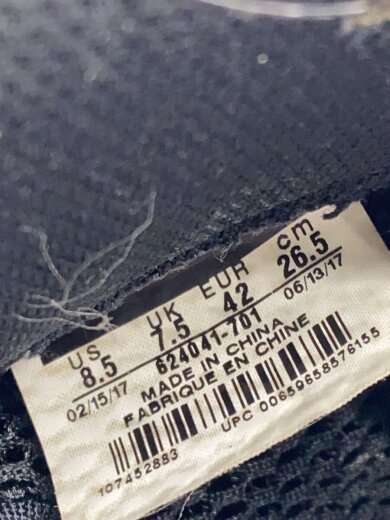 US UK EUR cm
8.5 7.5 42 26.5
02/15/17 624041-701 06/13/17
MADE IN CHINA
FABRIQUE EN CHINE
107452883 UPC 00659658576155